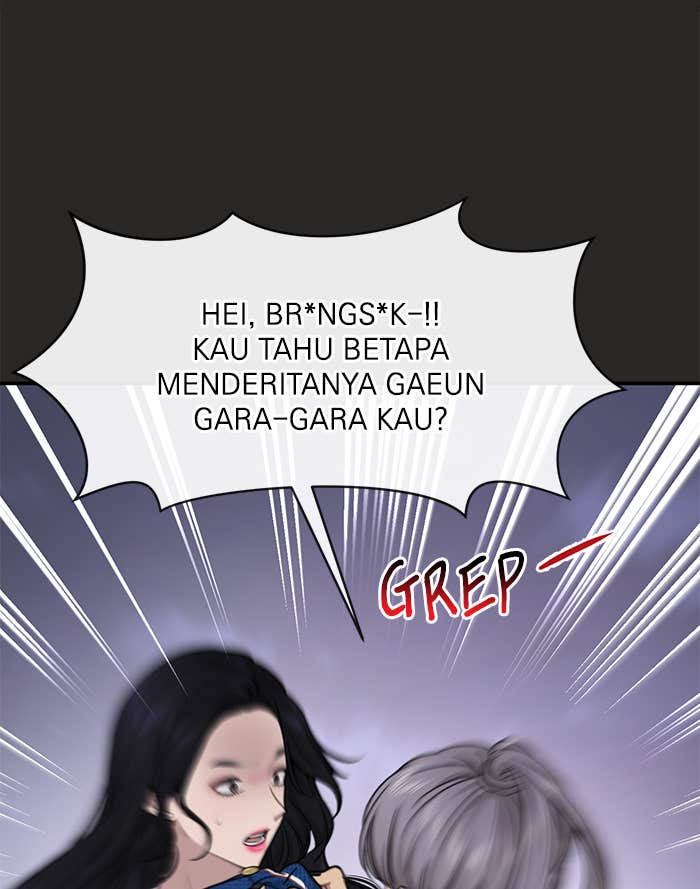 HEI, BR*NGS*K-!!
KAU TAHU BETAPA
MENDERITANYA GAEUN
GARA-GARA KAU?
GREP